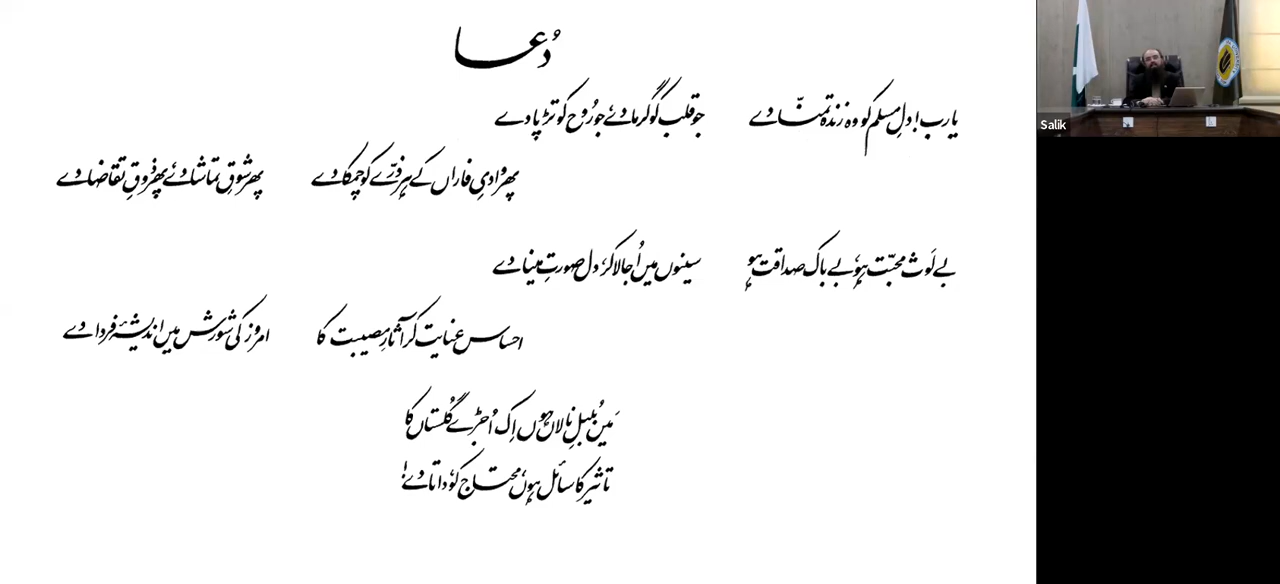 دُعا
یارب! دلِ مسلم کو وہ زندہ تمنّا دے جو قلب کو گرما دے، جو رُوح کو تڑپا دے
پھر وادیِ فاراں کے ہر ذرّے کو چمکا دے پھر شوقِ تماشا دے، پھر ذوقِ تقاضا دے
بے لَوث محبّت ہو، بے باک صداقت ہو سینوں میں اُجالا کر، دل صورتِ مینا دے
احساس عنایت کر آثارِ مصیبت کا امروز کی شورش میں اندیشۂ فردا دے
مَیں بُلبلِ نالاں ہوں اِک اُجڑے گُلستاں کا
تاثیر کا سائل ہوں، محتاج کو، داتا دے!
Salik